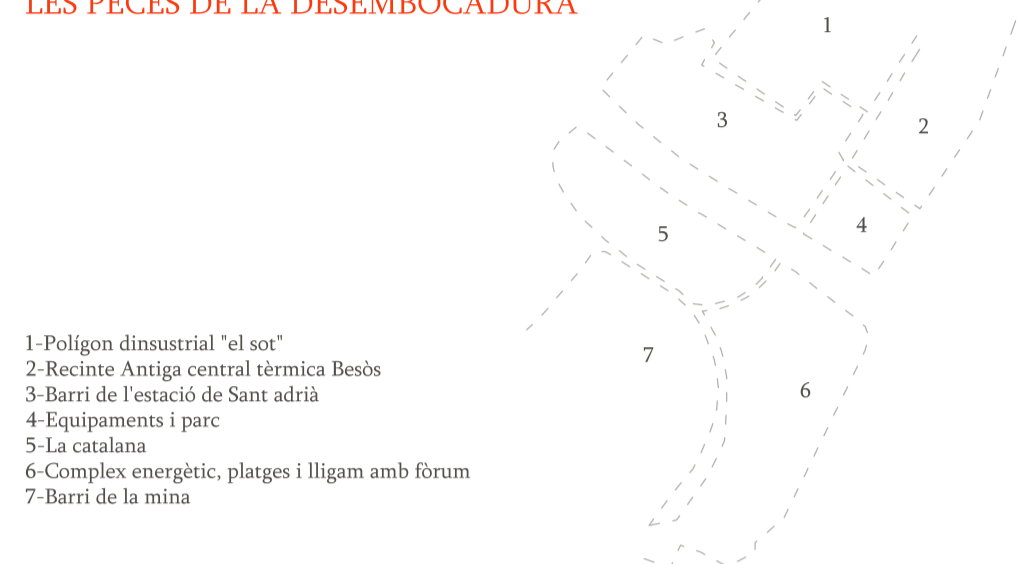 LES PECES DE LA DESEMBOCADURA
1
2
3
4
5
6
7
1-Polígon dinsustrial "el sot"
2-Recinte Antiga central tèrmica Besòs
3-Barri de l'estació de Sant adrià
4-Equipaments i parc
5-La catalana
6-Complex energètic, platges i lligam amb fòrum
7-Barri de la mina